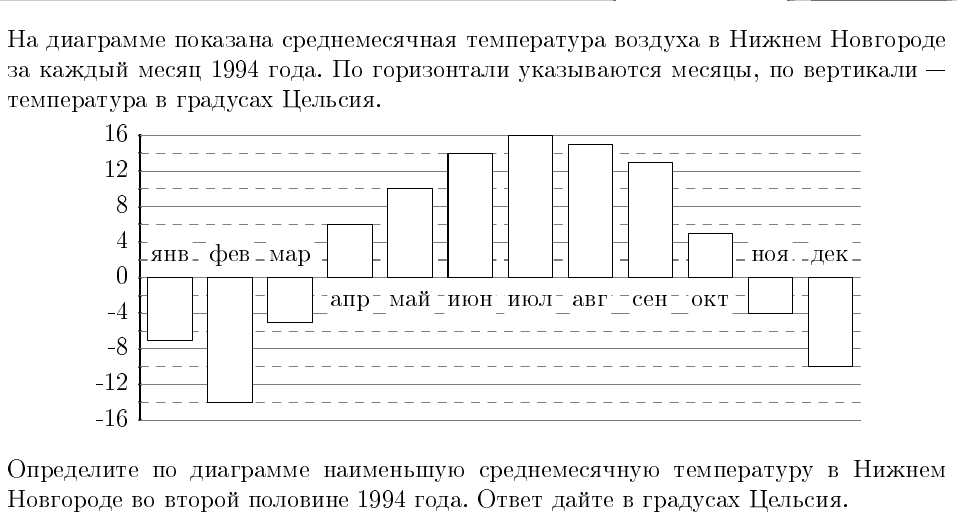 На диаграмме показана среднемесячная температура воздуха в Нижнем Новгороде
за каждый месяц 1994 года. По горизонтали указываются месяцы, по вертикали —
температура в градусах Цельсия.
16
12
8
4
янв фев мар ноя дек
0
апр май июн июл авг сен окт
-4
-8
-12
-16
Определите по диаграмме наименьшую среднемесячную температуру в Нижнем
Новгороде во второй половине 1994 года. Ответ дайте в градусах Цельсия.